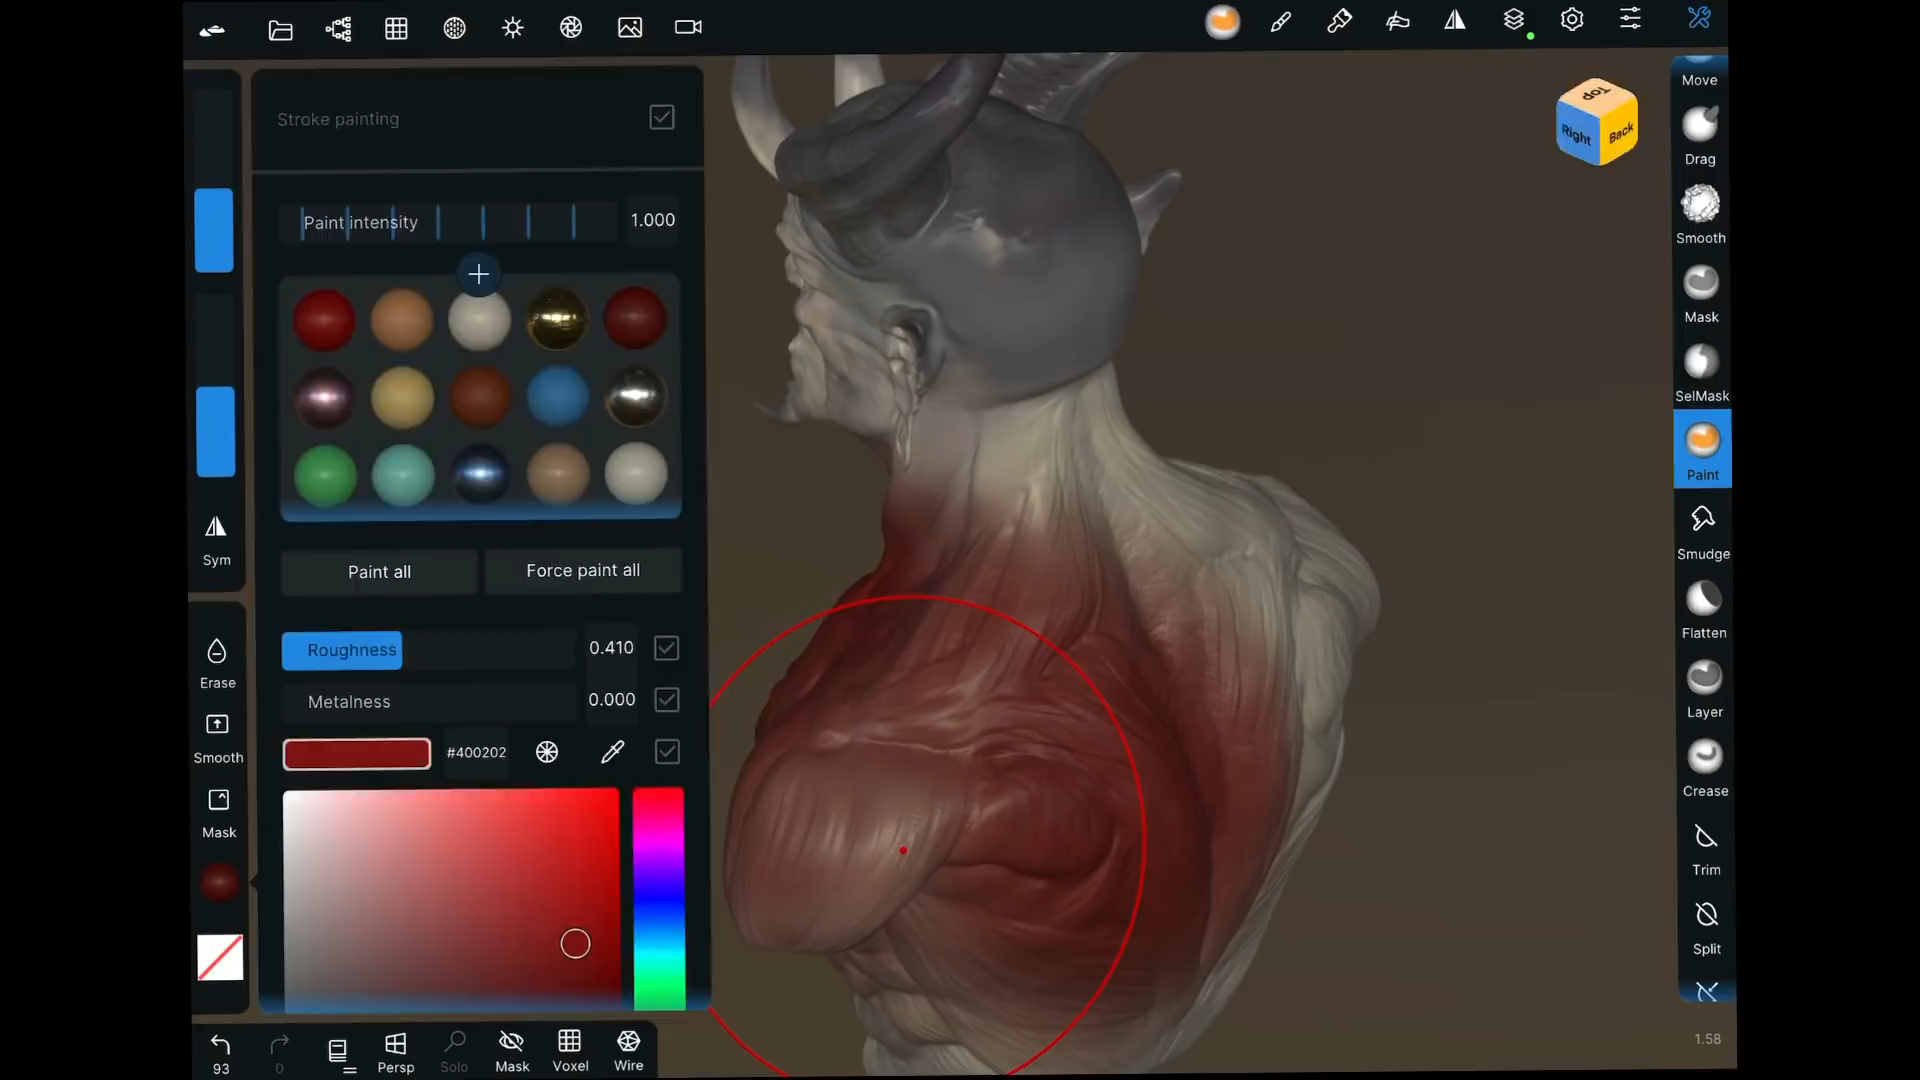 Stroke painting
Paint intensity
1.000
Paint all
Force paint all
Roughness
0.410
Metalness
0.000
#400202
Sym
Erase
Smooth
Mask
93
0
Persp
Solo
Mask
Voxel
Wire
Top
Right
Back
Move
Drag
Smooth
Mask
SelMask
Paint
Smudge
Flatten
Layer
Crease
Trim
Split
1.58